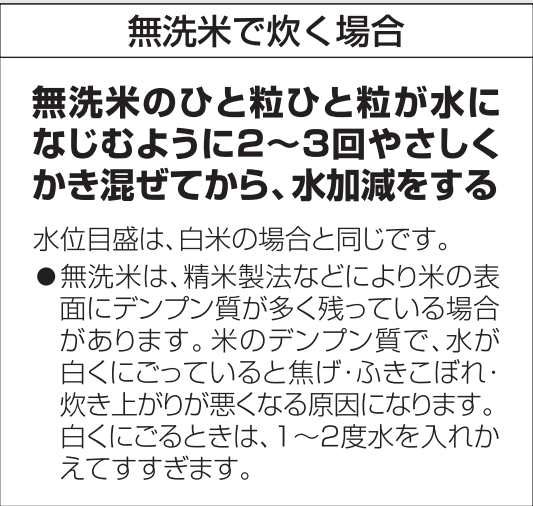 無洗米で炊く場合
無洗米のひと粒ひと粒が水に
なじむように2～3回やさしく
かき混ぜてから、水加減をする
水位目盛は、白米の場合と同じです。
●無洗米は、精米製法などにより米の表
面にデンプン質が多く残っている場合
があります。米のデンプン質で、水が
白くにごっていると焦げ・ふきこぼれ・
炊き上がりが悪くなる原因になります。
白くにごるときは、1～2度水を入れか
えてすすぎます。